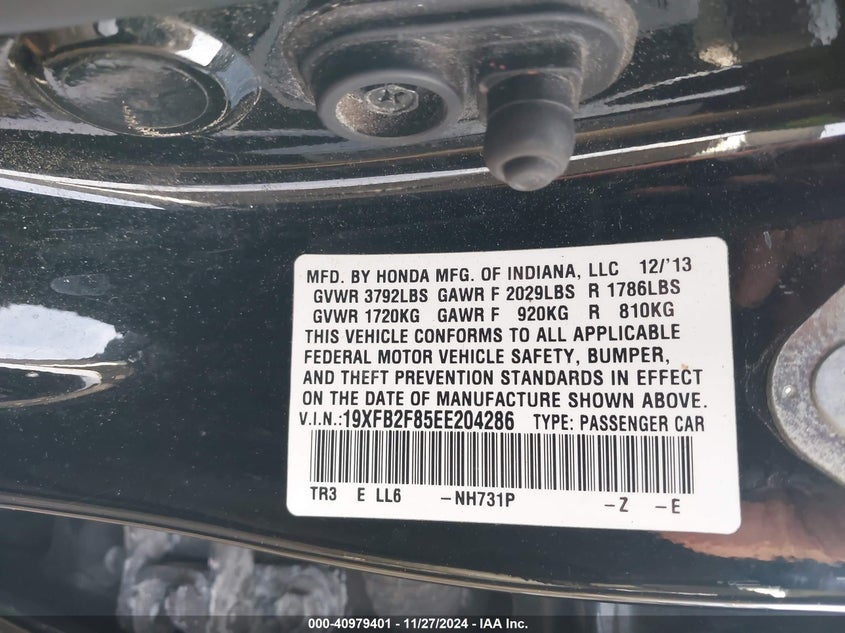 MFD. BY HONDA MFG. OF INDIANA, LLC 12/'13
GVWR 3792LBS GAWR F 2029LBS R 1786LBS
GVWR 1720KG GAWR F 920KG R 810KG
THIS VEHICLE CONFORMS TO ALL APPLICABLE
FEDERAL MOTOR VEHICLE SAFETY, BUMPER,
AND THEFT PREVENTION STANDARDS IN EFFECT
ON THE DATE OF MANUFACTURE SHOWN ABOVE.
V.I.N.:19XFB2F85EE204286 TYPE: PASSENGER CAR
TR3 E LL6 -NH731P -Z -E
000-40979401 - 11/27/2024 - IAA Inc.